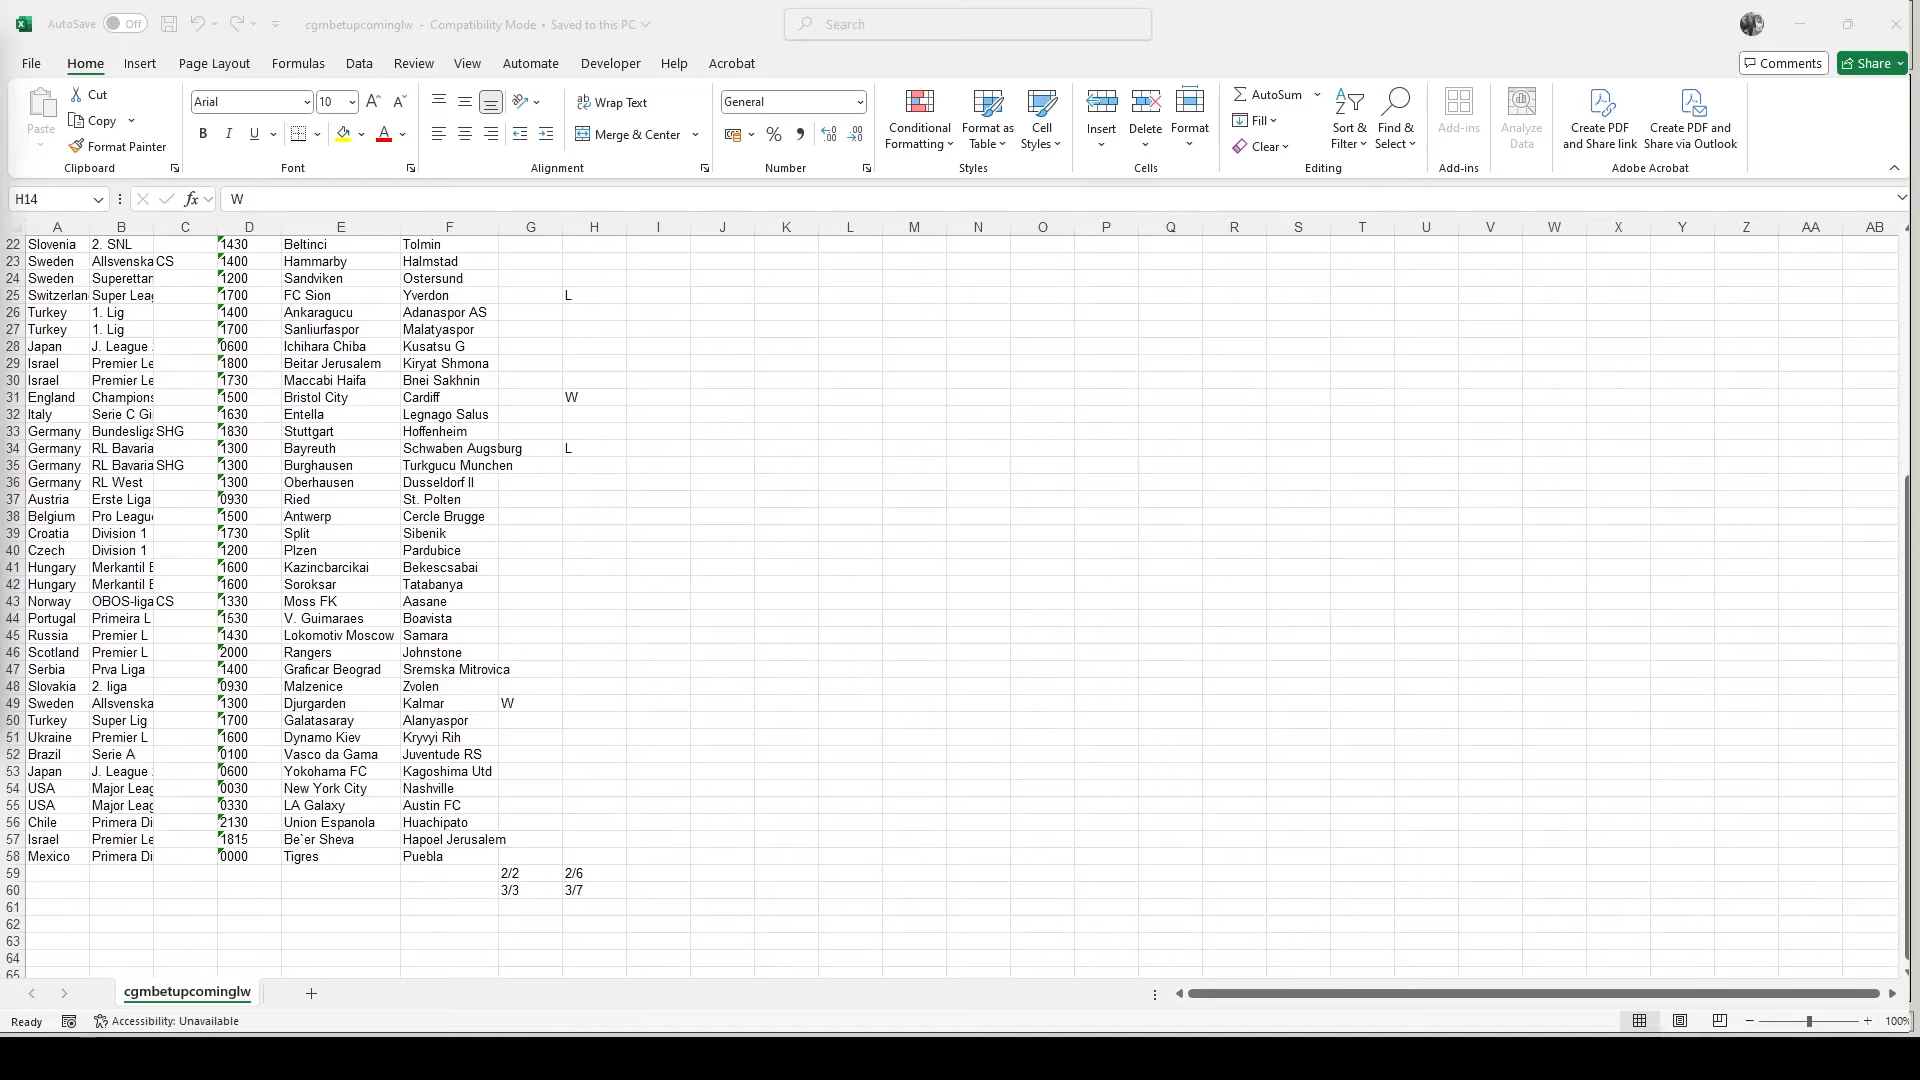 AutoSave Off cgmbetupcominglw - Compatibility Mode • Saved to this PC Search
File Home Insert Page Layout Formulas Data Review View Automate Developer Help Acrobat Comments Share
Paste Cut Copy Format Painter Clipboard
Arial 10 B I U A Font
Wrap Text Merge & Center Alignment
General % Number
Conditional Formatting Format as Table Cell Styles Styles
Insert Delete Format Cells
AutoSum Fill Clear Sort & Filter Find & Select Editing
Add-ins Add-ins
Analyze Data
Create PDF and Share link Create PDF and Share via Outlook Adobe Acrobat
H14 fx W
A B C D E F G H I J K L M N O P Q R S T U V W X Y Z AA AB
22 Slovenia 2. SNL 1430 Beltinci Tolmin
23 Sweden Allsvenska CS 1400 Hammarby Halmstad
24 Sweden Superettan 1200 Sandviken Ostersund
25 Switzerlan Super Leag 1700 FC Sion Yverdon L
26 Turkey 1. Lig 1400 Ankaragucu Adanaspor AS
27 Turkey 1. Lig 1700 Sanliurfaspor Malatyaspor
28 Japan J. League 0600 Ichihara Chiba Kusatsu G
29 Israel Premier Le 1800 Beitar Jerusalem Kiryat Shmona
30 Israel Premier Le 1730 Maccabi Haifa Bnei Sakhnin
31 England Champions 1500 Bristol City Cardiff W
32 Italy Serie C Gi 1630 Entella Legnago Salus
33 Germany Bundesliga SHG 1830 Stuttgart Hoffenheim
34 Germany RL Bavaria 1300 Bayreuth Schwaben Augsburg L
35 Germany RL Bavaria SHG 1300 Burghausen Turkgucu Munchen
36 Germany RL West 1300 Oberhausen Dusseldorf II
37 Austria Erste Liga 0930 Ried St. Polten
38 Belgium Pro League 1500 Antwerp Cercle Brugge
39 Croatia Division 1 1730 Split Sibenik
40 Czech Division 1 1200 Plzen Pardubice
41 Hungary Merkantil B 1600 Kazincbarcikai Bekescsabai
42 Hungary Merkantil B 1600 Soroksar Tatabanya
43 Norway OBOS-liga CS 1330 Moss FK Aasane
44 Portugal Primeira L 1530 V. Guimaraes Boavista
45 Russia Premier L 1430 Lokomotiv Moscow Samara
46 Scotland Premier L 2000 Rangers Johnstone
47 Serbia Prva Liga 1400 Graficar Beograd Sremska Mitrovica
48 Slovakia 2. liga 0930 Malzenice Zvolen
49 Sweden Allsvenska 1300 Djurgarden Kalmar W
50 Turkey Super Lig 1700 Galatasaray Alanyaspor
51 Ukraine Premier L 1600 Dynamo Kiev Kryvyi Rih
52 Brazil Serie A 0100 Vasco da Gama Juventude RS
53 Japan J. League 0600 Yokohama FC Kagoshima Utd
54 USA Major Leag 0030 New York City Nashville
55 USA Major Leag 0330 LA Galaxy Austin FC
56 Chile Primera Di 2130 Union Espanola Huachipato
57 Israel Premier Le 1815 Be`er Sheva Hapoel Jerusalem
58 Mexico Primera Di 0000 Tigres Puebla
59 2/2 2/6
60 3/3 3/7
61
62
63
64
65
cgmbetupcominglw
Ready Accessibility: Unavailable 100%